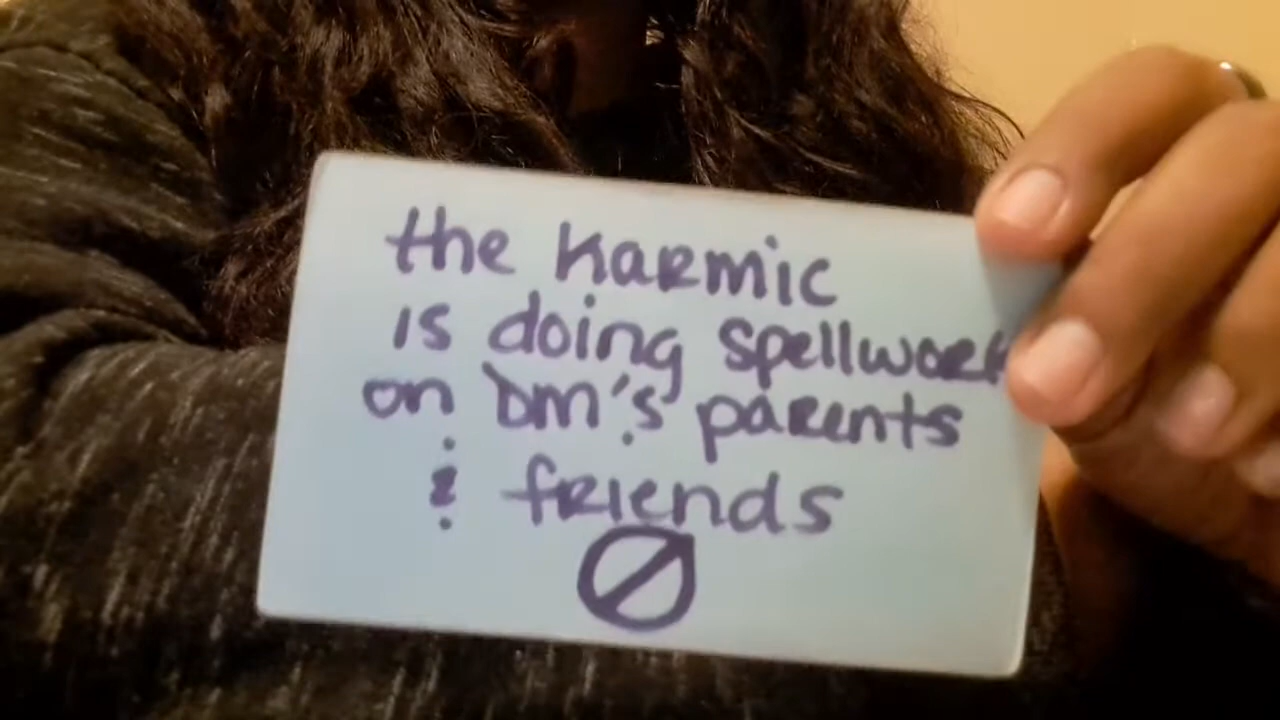 the karmic
is doing spellwork
on DM's parents
& friends